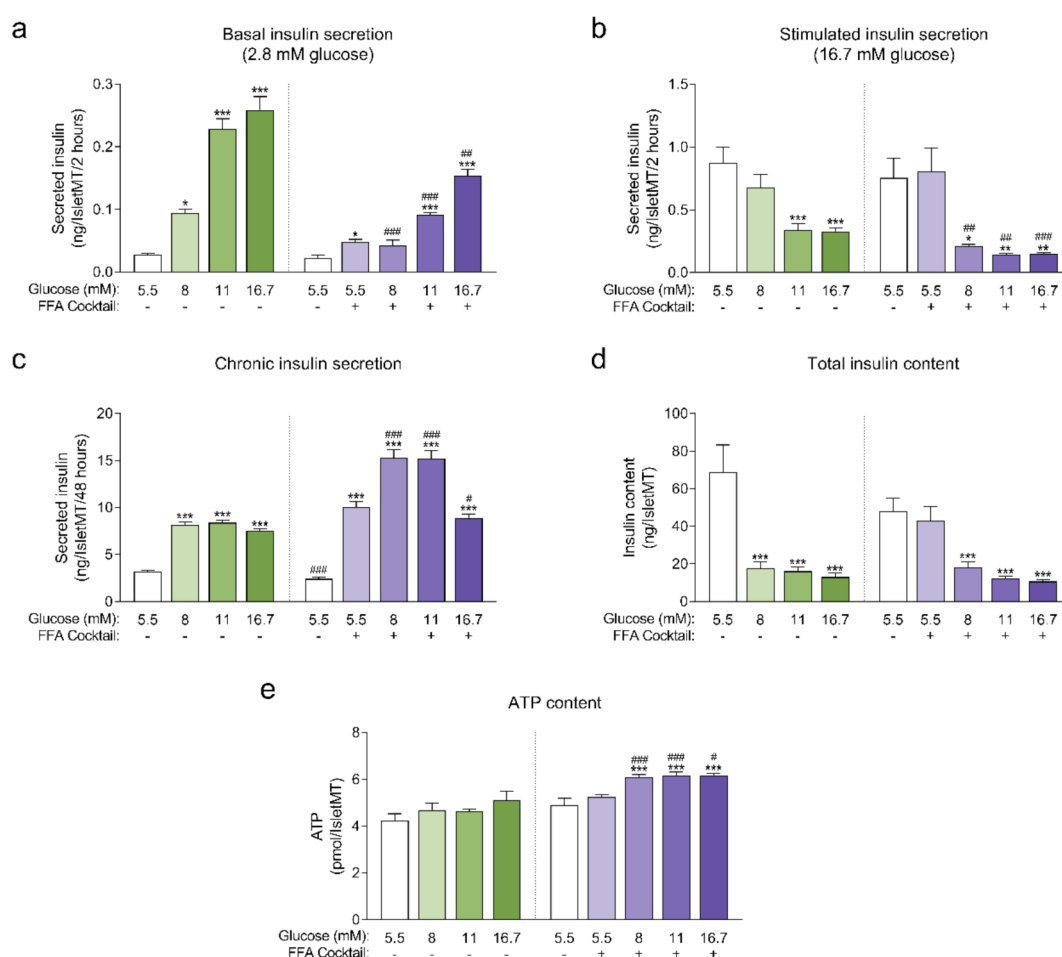 a
Basal insulin secretion
(2.8 mM glucose)
Secreted insulin
(ng/IsletMT/2 hours)
0.3
0.2
0.1
0.0
* *** *** * ### ### *** ## ***
Glucose (mM): 5.5 8 11 16.7 5.5 5.5 8 11 16.7
FFA Cocktail: - - - - - + + + +
b
Stimulated insulin secretion
(16.7 mM glucose)
Secreted insulin
(ng/IsletMT/2 hours)
1.5
1.0
0.5
0.0
*** *** ## * ## ** ### **
Glucose (mM): 5.5 8 11 16.7 5.5 5.5 8 11 16.7
FFA Cocktail: - - - - - + + + +
c
Chronic insulin secretion
Secreted insulin
(ng/IsletMT/48 hours)
20
15
10
5
0
*** *** *** ### *** ### *** ### *** # ***
Glucose (mM): 5.5 8 11 16.7 5.5 5.5 8 11 16.7
FFA Cocktail: - - - - - + + + +
d
Total insulin content
Insulin content
(ng/IsletMT)
100
80
60
40
20
0
*** *** *** *** *** ***
Glucose (mM): 5.5 8 11 16.7 5.5 5.5 8 11 16.7
FFA Cocktail: - - - - - + + + +
e
ATP content
ATP
(pmol/IsletMT)
8
6
4
2
0
### *** ### *** # ***
Glucose (mM): 5.5 8 11 16.7 5.5 5.5 8 11 16.7
FFA Cocktail: - - - - - + + + +